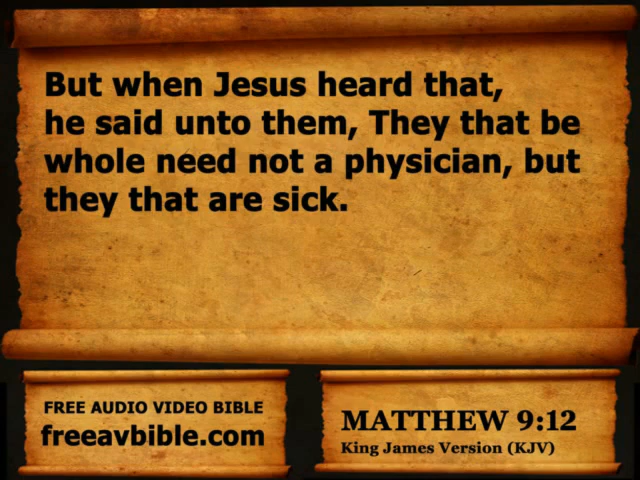 But when Jesus heard that,
he said unto them, They that be
whole need not a physician, but
they that are sick.
FREE AUDIO VIDEO BIBLE
freeavbible.com
MATTHEW 9:12
King James Version (KJV)